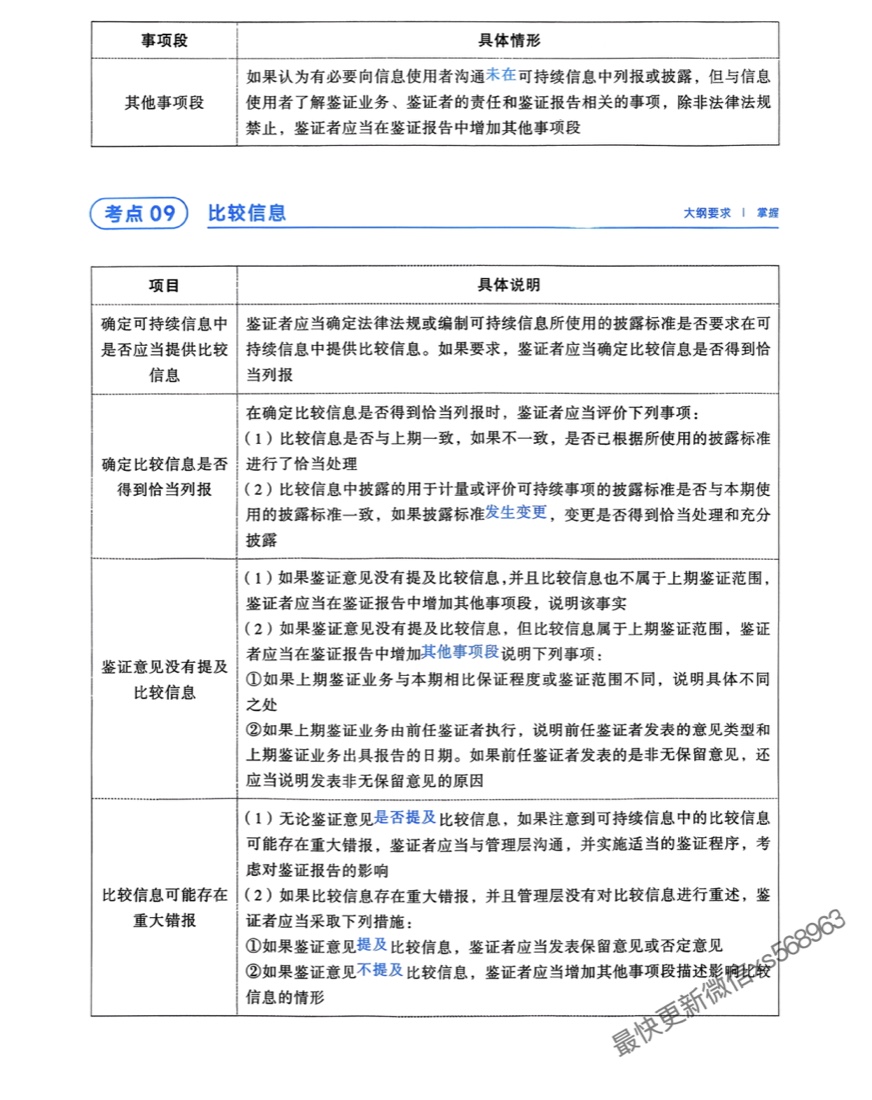 事项段
具体情形
其他事项段
如果认为有必要向信息使用者沟通未在可持续信息中列报或披露，但与信息
使用者了解鉴证业务、鉴证者的责任和鉴证报告相关的事项，除非法律法规
禁止，鉴证者应当在鉴证报告中增加其他事项段
考点 09
比较信息
大纲要求 | 掌握
项目
具体说明
确定可持续信息中
是否应当提供比较
信息
鉴证者应当确定法律法规或编制可持续信息所使用的披露标准是否要求在可
持续信息中提供比较信息。如果要求，鉴证者应当确定比较信息是否得到恰
当列报
确定比较信息是否
得到恰当列报
在确定比较信息是否得到恰当列报时，鉴证者应当评价下列事项：
（1）比较信息是否与上期一致，如果不一致，是否已根据所使用的披露标准
进行了恰当处理
（2）比较信息中披露的用于计量或评价可持续事项的披露标准是否与本期使
用的披露标准一致，如果披露标准发生变更，变更是否得到恰当处理和充分
披露
鉴证意见没有提及
比较信息
（1）如果鉴证意见没有提及比较信息，并且比较信息也不属于上期鉴证范围，
鉴证者应当在鉴证报告中增加其他事项段，说明该事实
（2）如果鉴证意见没有提及比较信息，但比较信息属于上期鉴证范围，鉴证
者应当在鉴证报告中增加其他事项段说明下列事项：
①如果上期鉴证业务与本期相比保证程度或鉴证范围不同，说明具体不同
之处
②如果上期鉴证业务由前任鉴证者执行，说明前任鉴证者发表的意见类型和
上期鉴证业务出具报告的日期。如果前任鉴证者发表的是非无保留意见，还
应当说明发表非无保留意见的原因
比较信息可能存在
重大错报
（1）无论鉴证意见是否提及比较信息，如果注意到可持续信息中的比较信息
可能存在重大错报，鉴证者应当与管理层沟通，并实施适当的鉴证程序，考
虑对鉴证报告的影响
（2）如果比较信息存在重大错报，并且管理层没有对比较信息进行重述，鉴
证者应当采取下列措施：
①如果鉴证意见提及比较信息，鉴证者应当发表保留意见或否定意见
②如果鉴证意见不提及比较信息，鉴证者应当增加其他事项段描述影响比较
信息的情形
最快更新微信xs568963